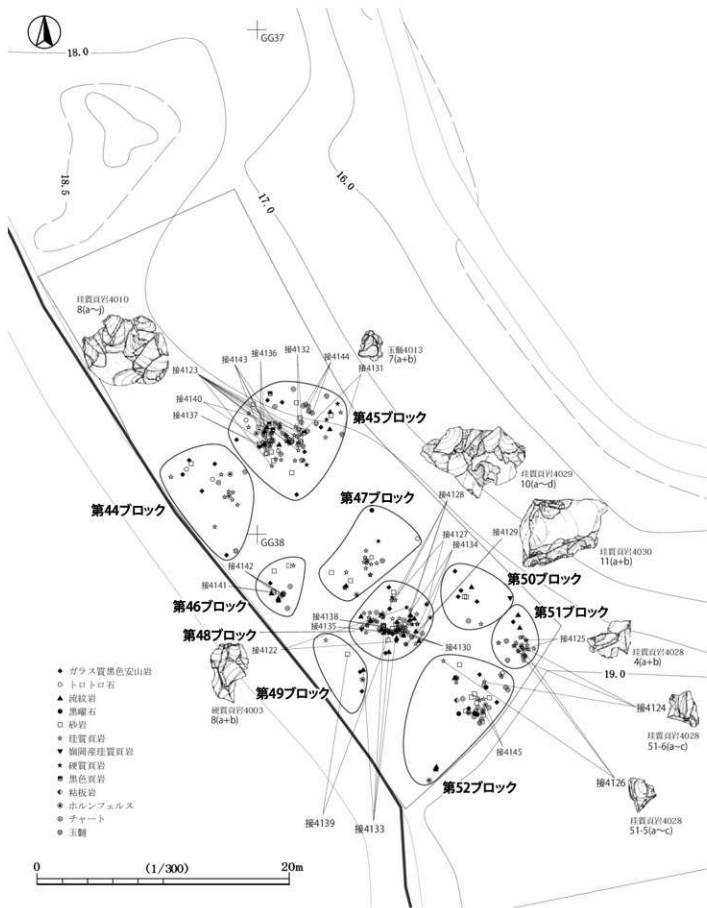 GG37
18.0
18.5
17.0
16.0
珪質頁岩4010
8(a～j)
玉髄4013
7(a+b)
接4143
接4136
接4132
接4144
接4123
接4131
接4140
接4137
第45ブロック
珪質頁岩4029
10(a～d)
第47ブロック
接4128
第44ブロック
GG38
接4127
接4134
接4129
珪質頁岩4030
11(a+b)
第50ブロック
接4142
接4141
第46ブロック
第51ブロック
接4138
接4135
第48ブロック
接4122
接4130
接4125
珪質頁岩4028
4(a+b)
19.0
硬質頁岩4003
8(a+b)
第49ブロック
接4124
珪質頁岩4028
51-6(a～c)
接4145
接4126
第52ブロック
珪質頁岩4028
51-5(a～c)
接4139
接4133
ガラス質黒色安山岩
トロトロ石
流紋岩
黒曜石
砂岩
珪質頁岩
嶺岡産珪質頁岩
硬質頁岩
黒色頁岩
粘板岩
ホルンフェルス
チャート
玉髄
0 (1/300) 20m